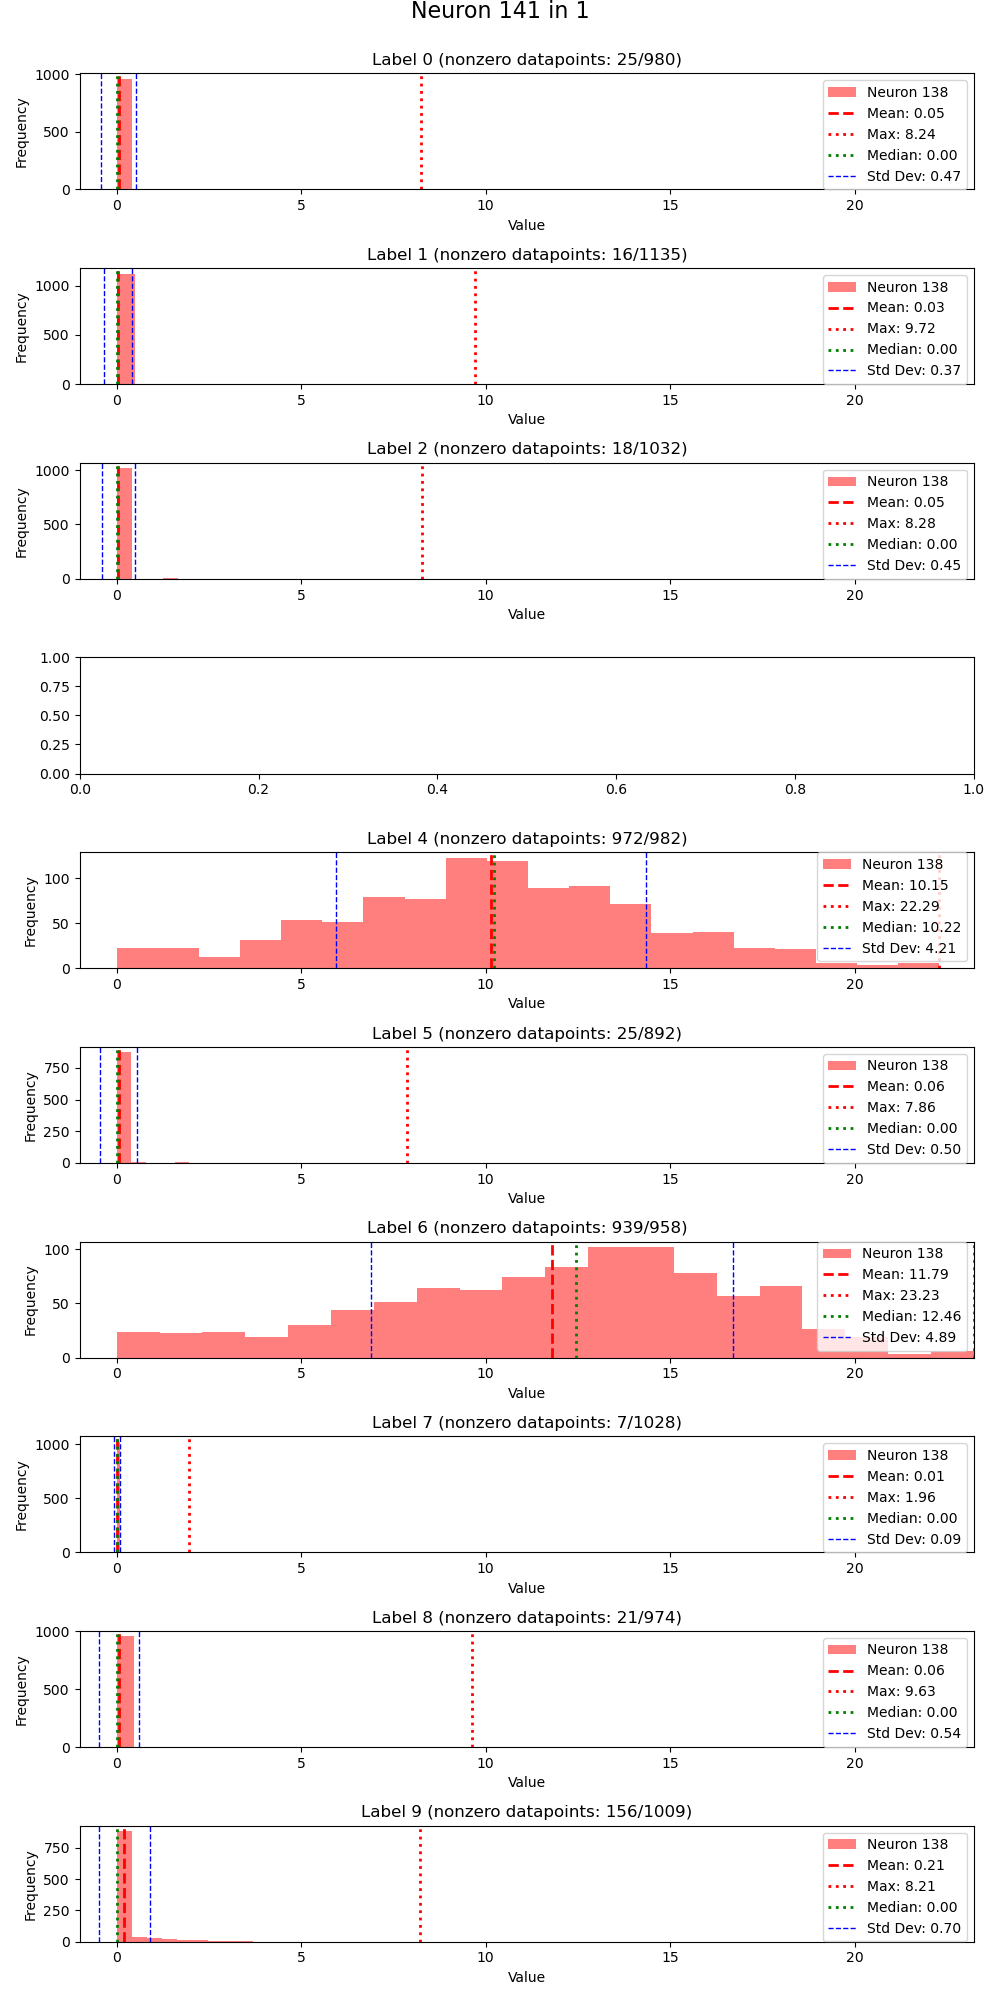 Neuron 141 in 1
Label 0 (nonzero datapoints: 25/980)
1000
500
0
Frequency
Neuron 138
Mean: 0.05
Max: 8.24
Median: 0.00
Std Dev: 0.47
0 5 10 15 20
Value
Label 1 (nonzero datapoints: 16/1135)
1000
500
0
Frequency
Neuron 138
Mean: 0.03
Max: 9.72
Median: 0.00
Std Dev: 0.37
0 5 10 15 20
Value
Label 2 (nonzero datapoints: 18/1032)
1000
500
0
Frequency
Neuron 138
Mean: 0.05
Max: 8.28
Median: 0.00
Std Dev: 0.45
0 5 10 15 20
Value
1.00
0.75
0.50
0.25
0.00
0.0 0.2 0.4 0.6 0.8 1.0
Label 4 (nonzero datapoints: 972/982)
100
50
0
Frequency
Neuron 138
Mean: 10.15
Max: 22.29
Median: 10.22
Std Dev: 4.21
0 5 10 15 20
Value
Label 5 (nonzero datapoints: 25/892)
750
500
250
0
Frequency
Neuron 138
Mean: 0.06
Max: 7.86
Median: 0.00
Std Dev: 0.50
0 5 10 15 20
Value
Label 6 (nonzero datapoints: 939/958)
100
50
0
Frequency
Neuron 138
Mean: 11.79
Max: 23.23
Median: 12.46
Std Dev: 4.89
0 5 10 15 20
Value
Label 7 (nonzero datapoints: 7/1028)
1000
500
0
Frequency
Neuron 138
Mean: 0.01
Max: 1.96
Median: 0.00
Std Dev: 0.09
0 5 10 15 20
Value
Label 8 (nonzero datapoints: 21/974)
1000
500
0
Frequency
Neuron 138
Mean: 0.06
Max: 9.63
Median: 0.00
Std Dev: 0.54
0 5 10 15 20
Value
Label 9 (nonzero datapoints: 156/1009)
750
500
250
0
Frequency
Neuron 138
Mean: 0.21
Max: 8.21
Median: 0.00
Std Dev: 0.70
0 5 10 15 20
Value